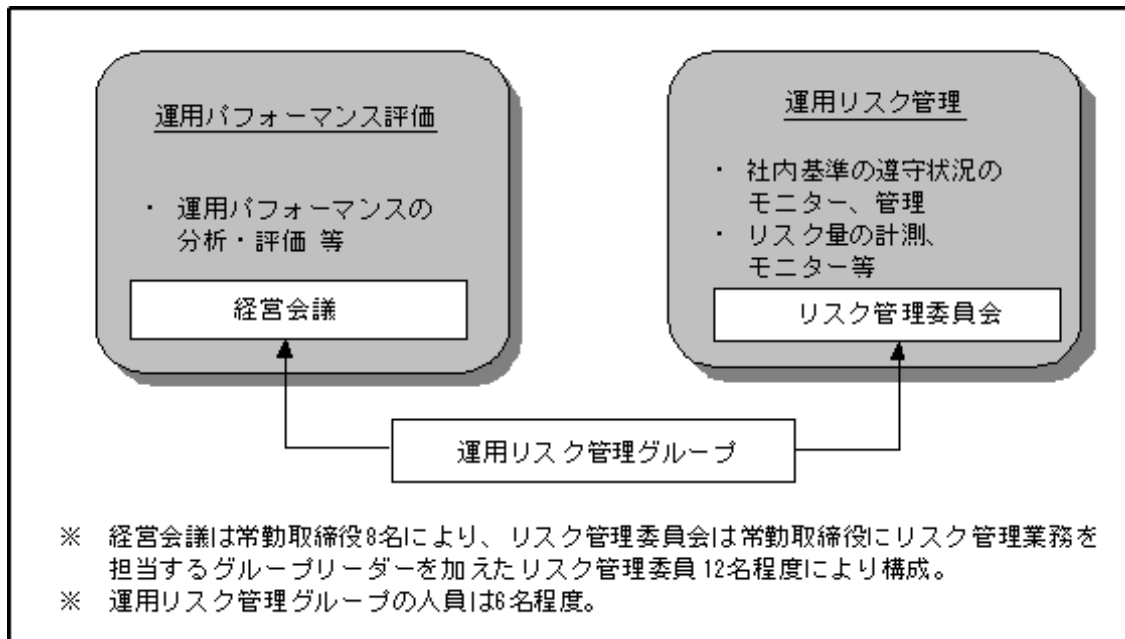 運用パフォーマンス評価
・ 運用パフォーマンスの
分析・評価 等
経営会議
運用リスク管理
・ 社内基準の遵守状況の
モニター、管理
・ リスク量の計測、
モニター等
リスク管理委員会
運用リスク管理グループ
※ 経営会議は常勤取締役8名により、リスク管理委員会は常勤取締役にリスク管理業務を
担当するグループリーダーを加えたリスク管理委員12名程度により構成。
※ 運用リスク管理グループの人員は6名程度。